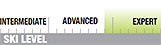 INTERMEDIATE ADVANCED EXPERT
SKI LEVEL